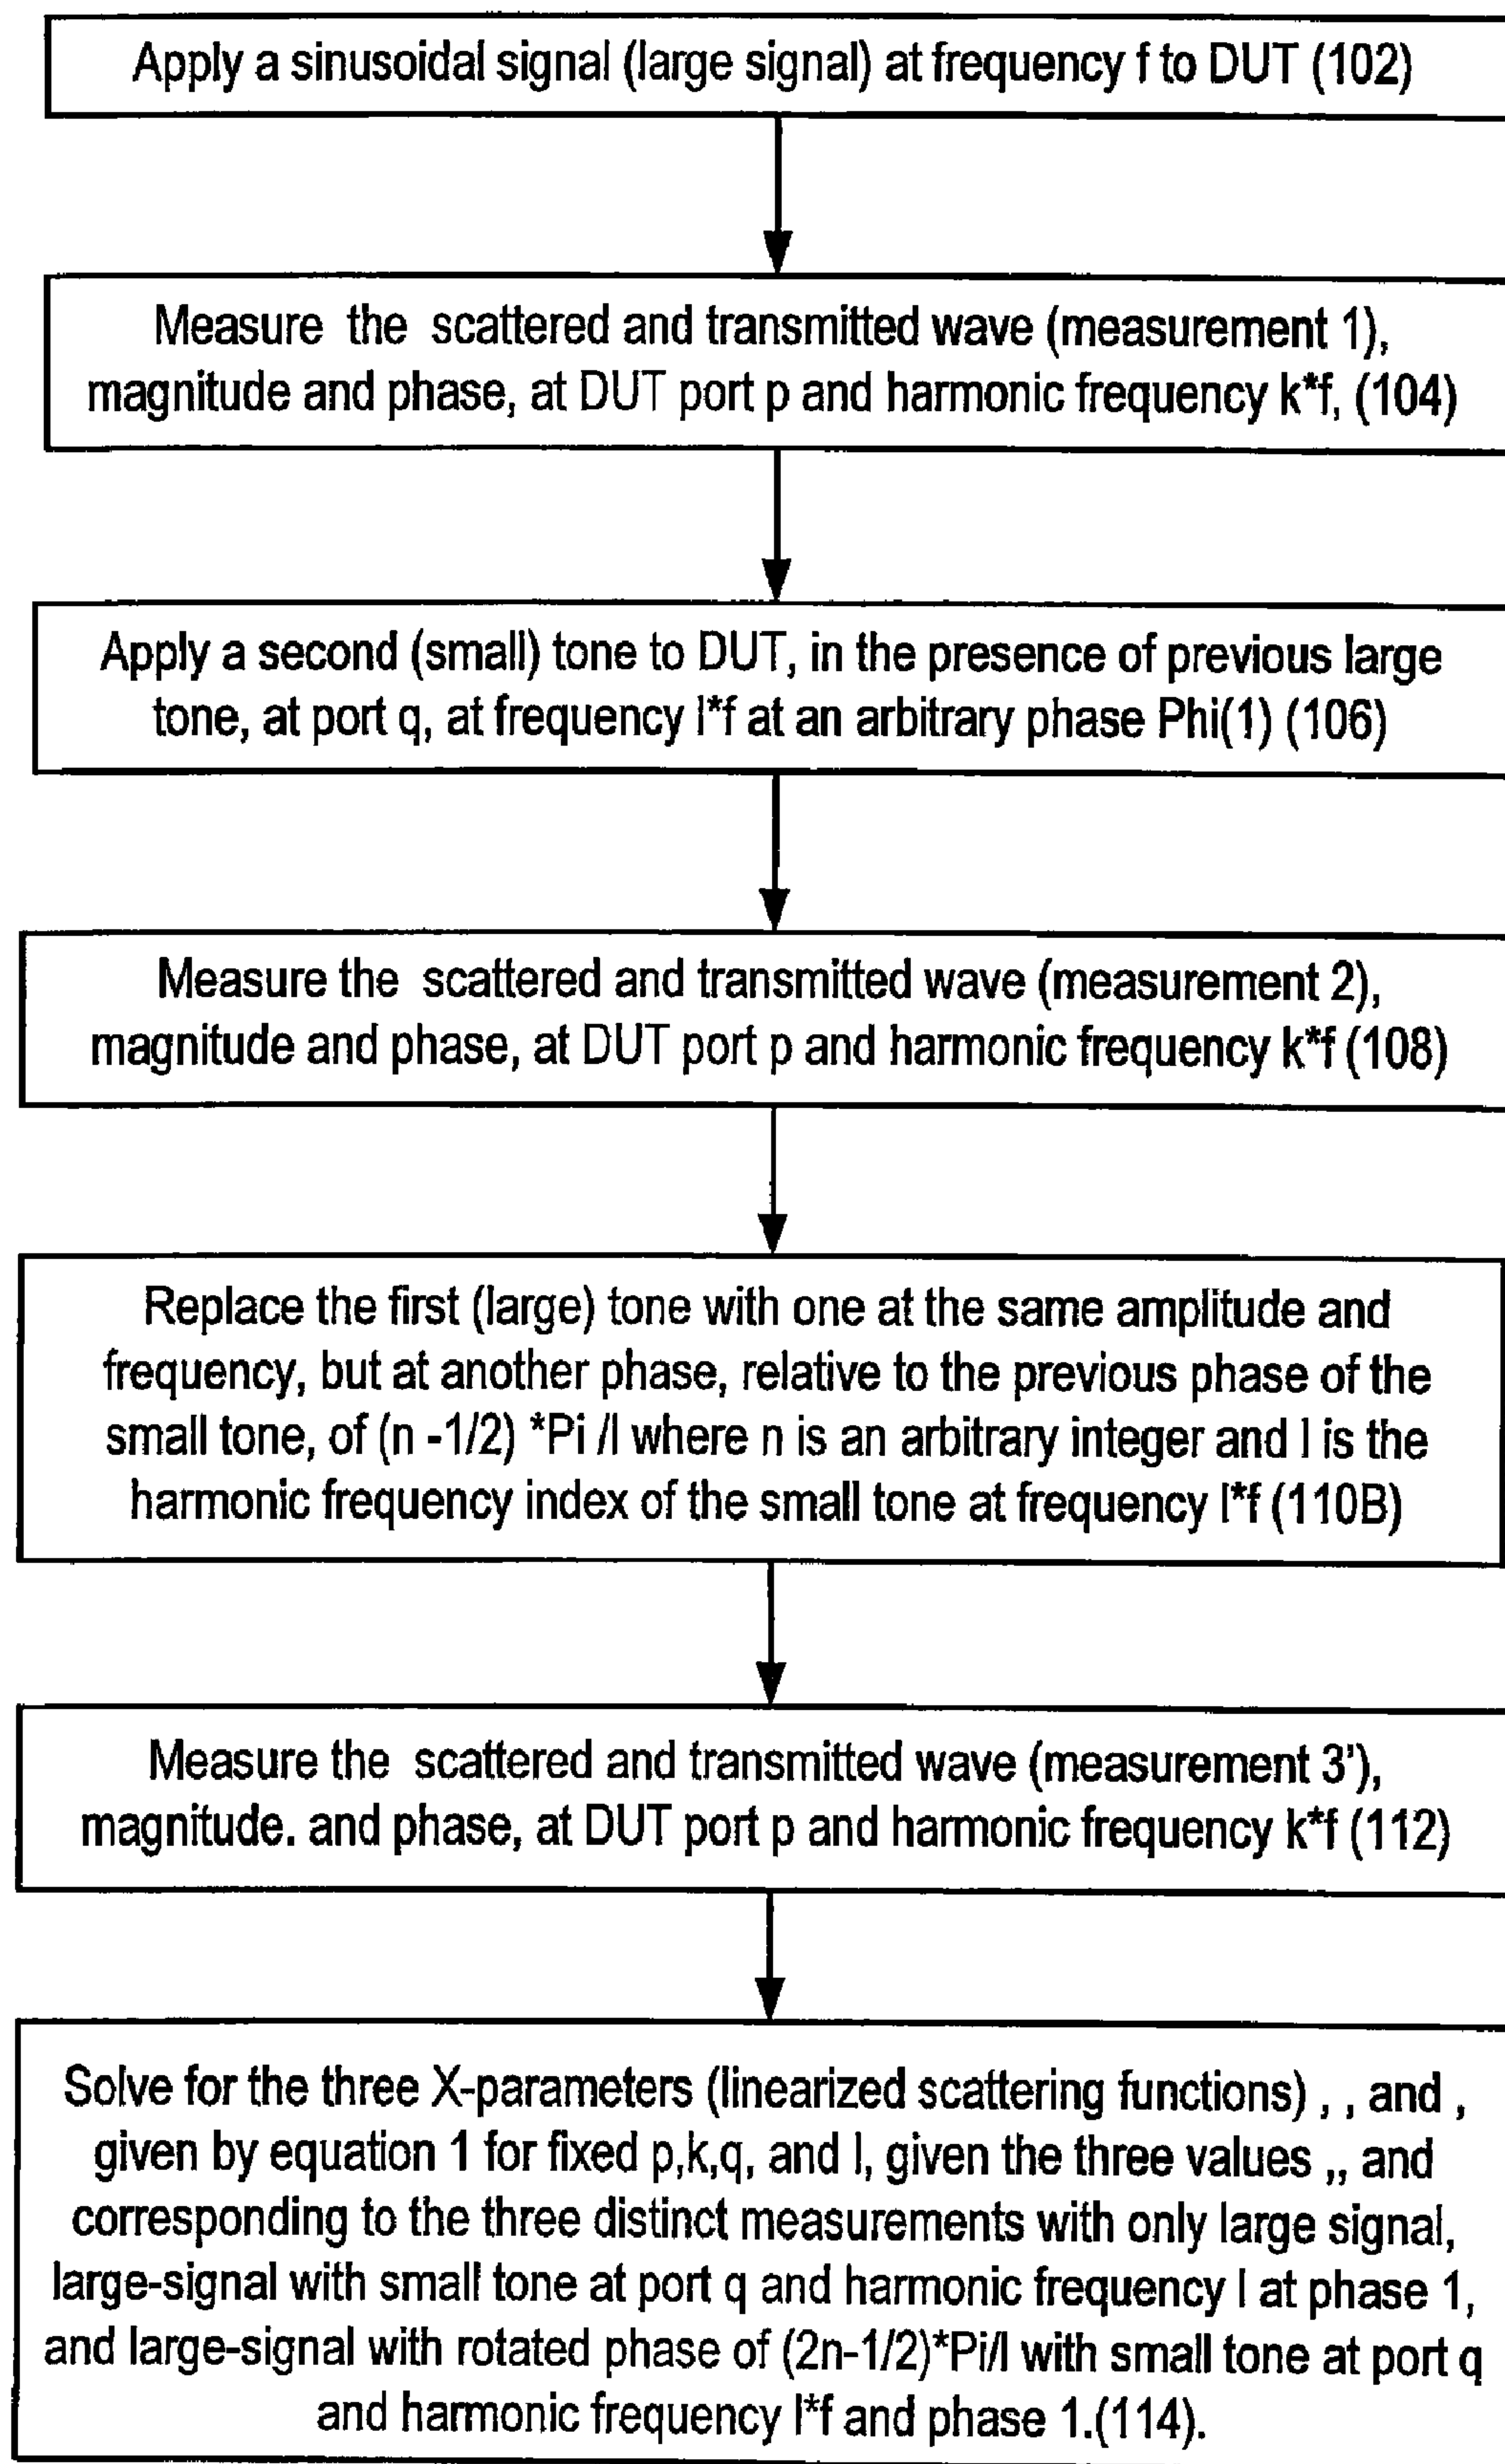 Apply a sinusoidal signal (large signal) at frequency f to DUT (102)
Measure the scattered and transmitted wave (measurement 1),
magnitude and phase, at DUT port p and harmonic frequency k*f, (104)
Apply a second (small) tone to DUT, in the presence of previous large
tone, at port q, at frequency l*f at an arbitrary phase Phi(1) (106)
Measure the scattered and transmitted wave (measurement 2),
magnitude and phase, at DUT port p and harmonic frequency k*f (108)
Replace the first (large) tone with one at the same amplitude and
frequency, but at another phase, relative to the previous phase of the
small tone, of (n -1/2) *Pi /l where n is an arbitrary integer and l is the
harmonic frequency index of the small tone at frequency l*f (110B)
Measure the scattered and transmitted wave (measurement 3'),
magnitude. and phase, at DUT port p and harmonic frequency k*f (112)
Solve for the three X-parameters (linearized scattering functions) , , and ,
given by equation 1 for fixed p,k,q, and l, given the three values ,, and
corresponding to the three distinct measurements with only large signal,
large-signal with small tone at port q and harmonic frequency l at phase 1,
and large-signal with rotated phase of (2n-1/2)*Pi/l with small tone at port q
and harmonic frequency l*f and phase 1.(114).